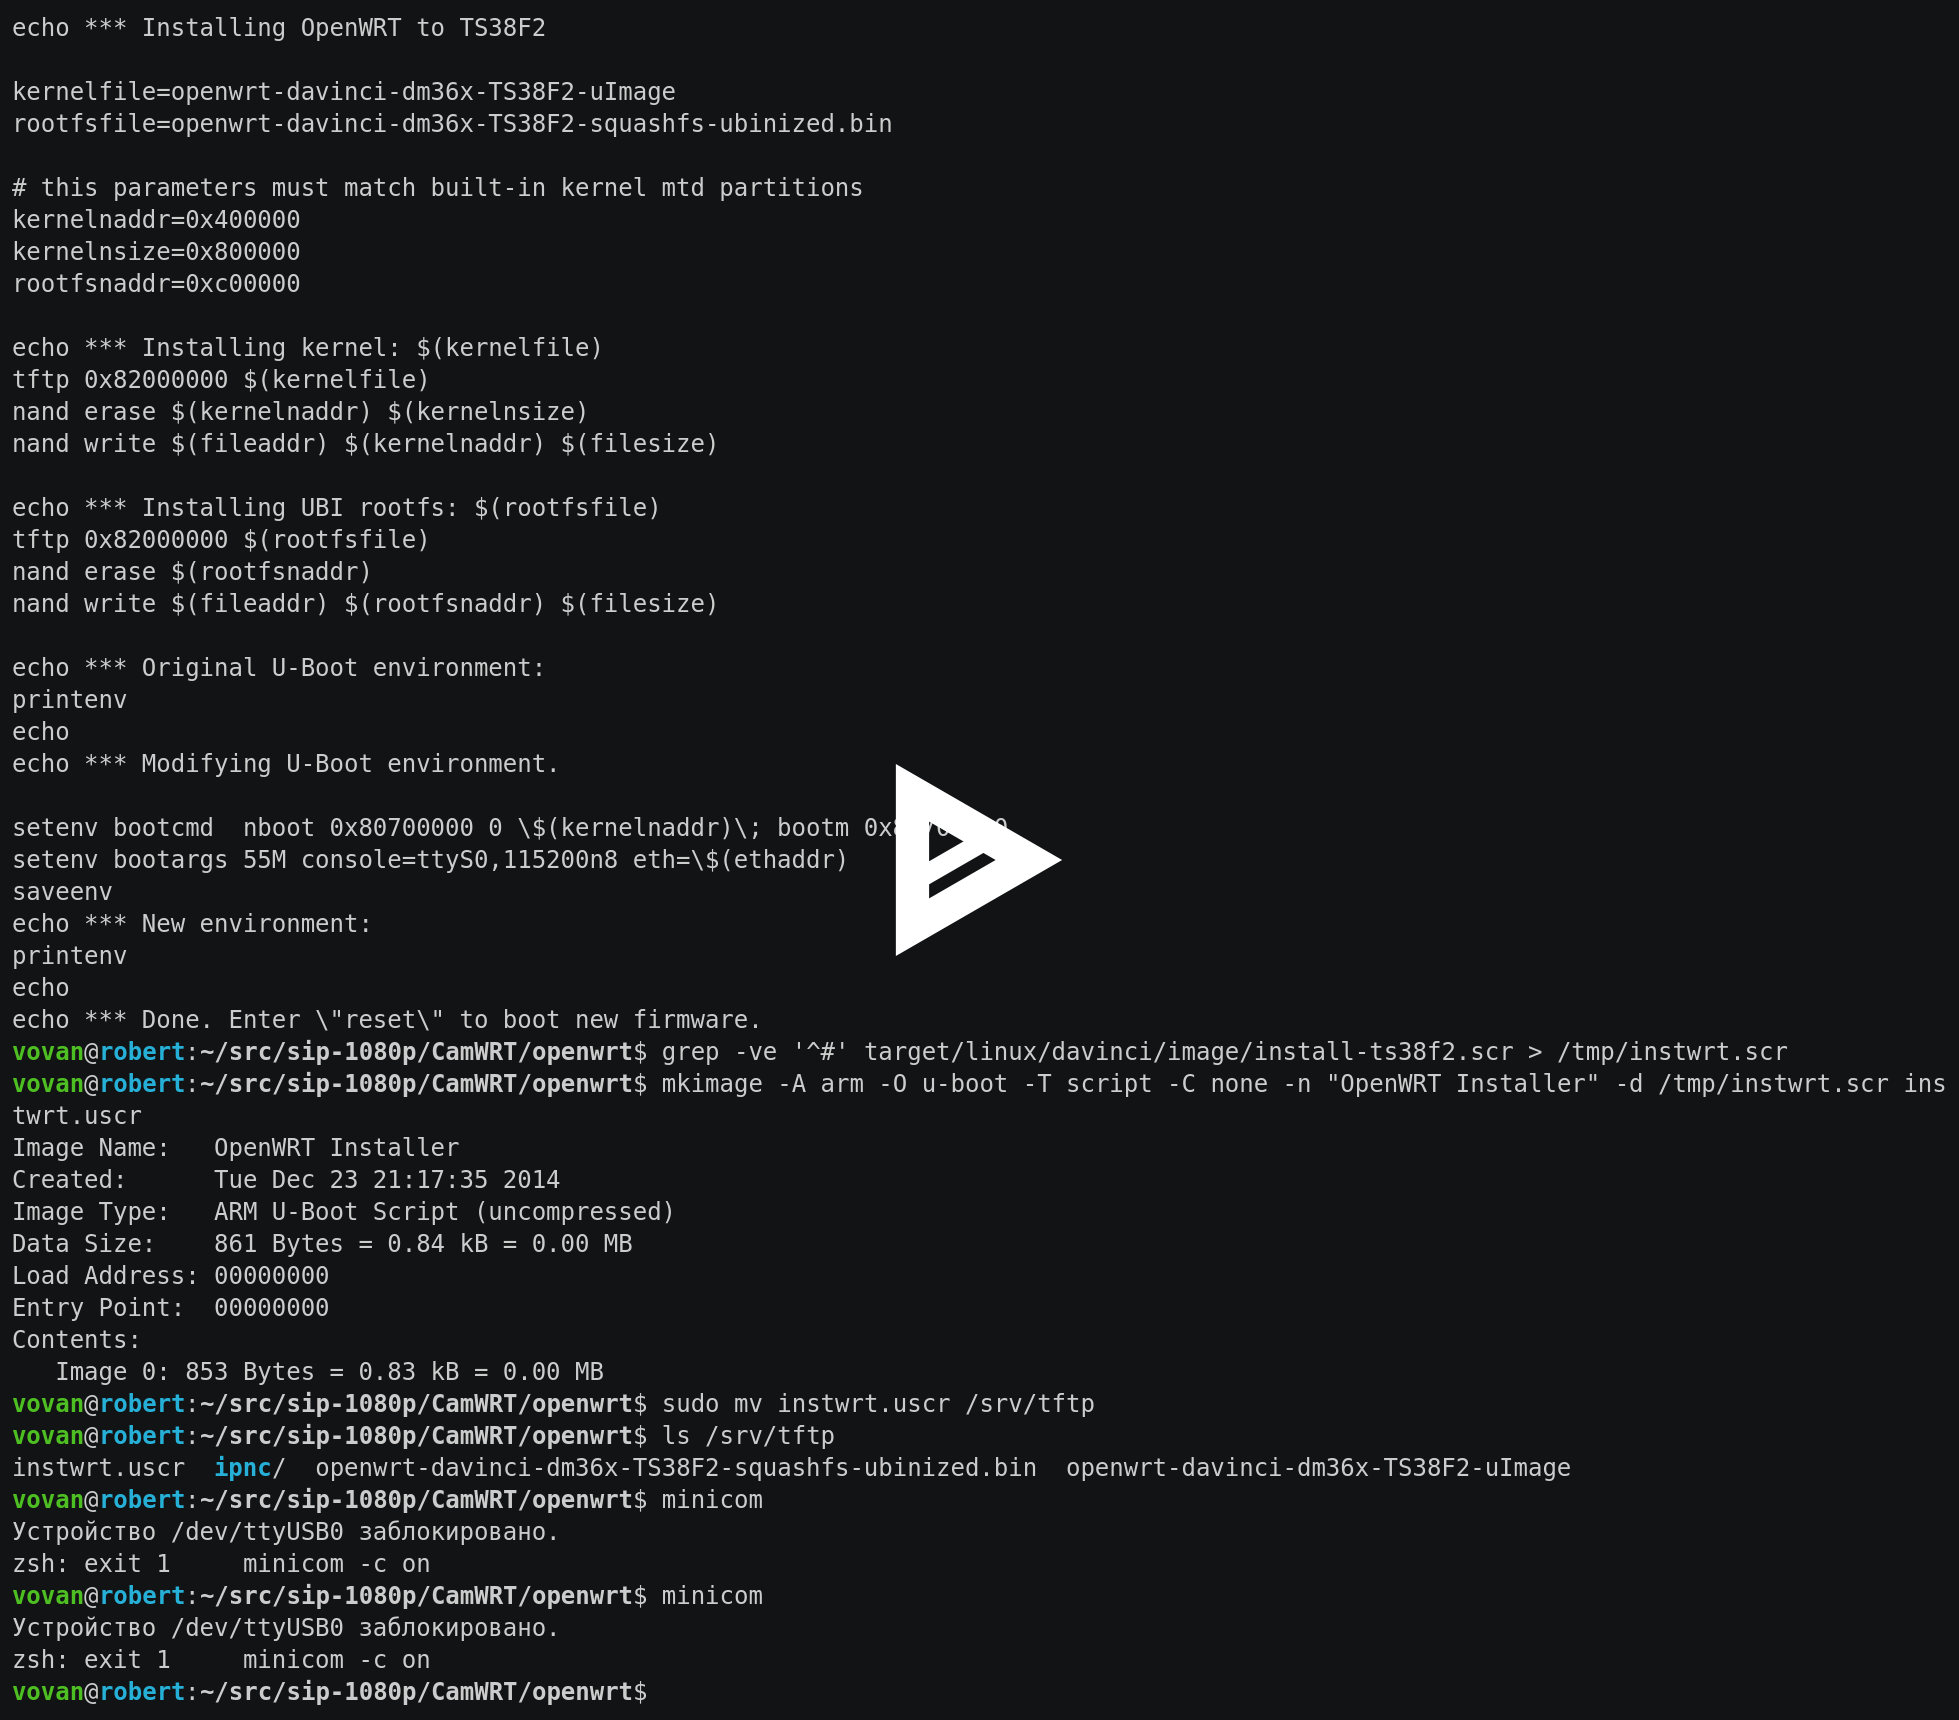 echo *** Installing OpenWRT to TS38F2
kernelfile=openwrt-davinci-dm36x-TS38F2-uImage
rootfsfile=openwrt-davinci-dm36x-TS38F2-squashfs-ubinized.bin
# this parameters must match built-in kernel mtd partitions
kernelnaddr=0x400000
kernelnsize=0x800000
rootfsnaddr=0xc00000
echo *** Installing kernel: $(kernelfile)
tftp 0x82000000 $(kernelfile)
nand erase $(kernelnaddr) $(kernelnsize)
nand write $(fileaddr) $(kernelnaddr) $(filesize)
echo *** Installing UBI rootfs: $(rootfsfile)
tftp 0x82000000 $(rootfsfile)
nand erase $(rootfsnaddr)
nand write $(fileaddr) $(rootfsnaddr) $(filesize)
echo *** Original U-Boot environment:
printenv
echo
echo *** Modifying U-Boot environment.
setenv bootcmd  nboot 0x80700000 0 \$(kernelnaddr)\; bootm
setenv bootargs 55M console=ttyS0,115200n8 eth=\$(ethaddr)
saveenv
echo *** New environment:
printenv
echo
echo *** Done. Enter \"reset\" to boot new firmware.
vovan@robert:~/src/sip-1080p/CamWRT/openwrt$ grep -ve '^#' target/linux/davinci/image/install-ts38f2.scr > /tmp/instwrt.scr
vovan@robert:~/src/sip-1080p/CamWRT/openwrt$ mkimage -A arm -O u-boot -T script -C none -n "OpenWRT Installer" -d /tmp/instwrt.scr ins
twrt.uscr
Image Name:   OpenWRT Installer
Created:      Tue Dec 23 21:17:35 2014
Image Type:   ARM U-Boot Script (uncompressed)
Data Size:    861 Bytes = 0.84 kB = 0.00 MB
Load Address: 00000000
Entry Point:  00000000
Contents:
   Image 0: 853 Bytes = 0.83 kB = 0.00 MB
vovan@robert:~/src/sip-1080p/CamWRT/openwrt$ sudo mv instwrt.uscr /srv/tftp
vovan@robert:~/src/sip-1080p/CamWRT/openwrt$ ls /srv/tftp
instwrt.uscr  ipnc/  openwrt-davinci-dm36x-TS38F2-squashfs-ubinized.bin  openwrt-davinci-dm36x-TS38F2-uImage
vovan@robert:~/src/sip-1080p/CamWRT/openwrt$ minicom
Устройство /dev/ttyUSB0 заблокировано.
zsh: exit 1     minicom -c on
vovan@robert:~/src/sip-1080p/CamWRT/openwrt$ minicom
Устройство /dev/ttyUSB0 заблокировано.
zsh: exit 1     minicom -c on
vovan@robert:~/src/sip-1080p/CamWRT/openwrt$